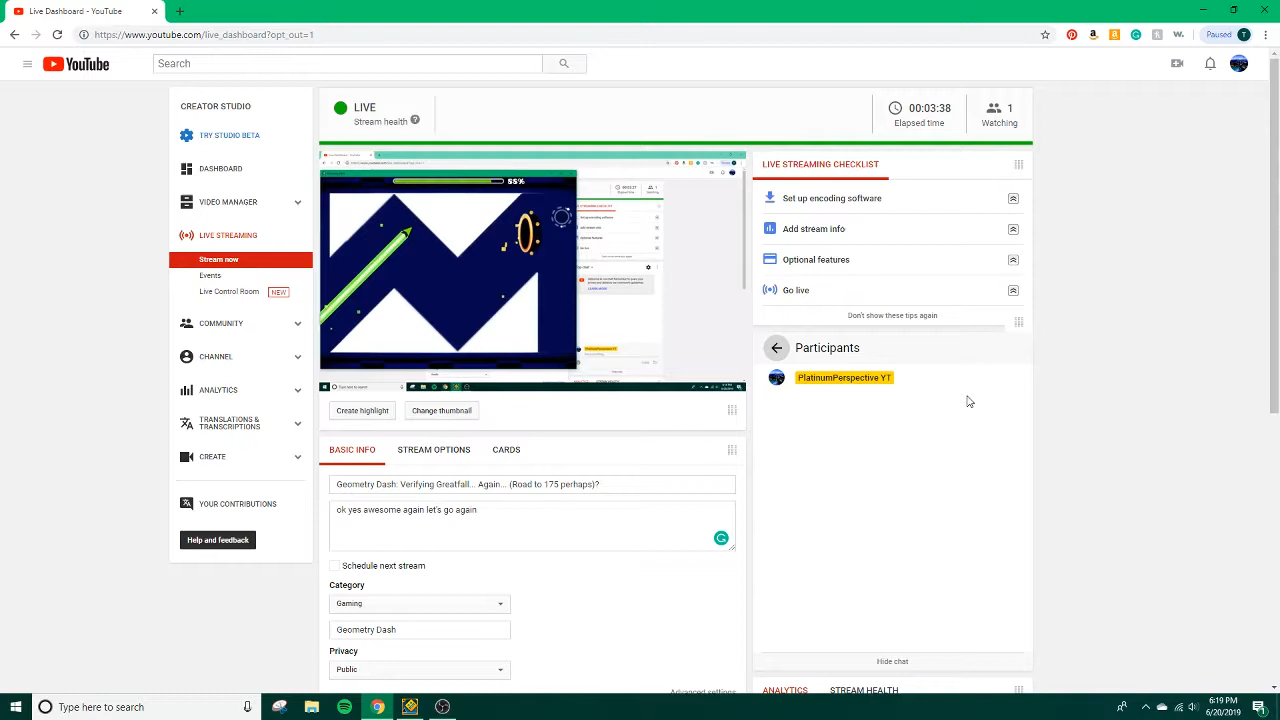 Live Dashboard - YouTube
https://www.youtube.com/live_dashboard?opt_out=1
Paused
T
YouTube
Search
CREATOR STUDIO
TRY STUDIO BETA
DASHBOARD
VIDEO MANAGER
LIVE STREAMING
Stream now
Events
Live Control Room NEW
COMMUNITY
CHANNEL
ANALYTICS
TRANSLATIONS &
TRANSCRIPTIONS
CREATE
YOUR CONTRIBUTIONS
Help and feedback
LIVE
Stream health
00:03:38
Elapsed time
1
Watching
55%
Create highlight
Change thumbnail
BASIC INFO
STREAM OPTIONS
CARDS
Geometry Dash: Verifying Greatfall... Again... (Road to 175 perhaps)?
ok yes awesome again let's go again
Schedule next stream
Category
Gaming
Geometry Dash
Privacy
Public
Advanced settings
LIVE STREAMING CHECKLIST
Set up encoding software
Add stream info
Optional features
Go live
Don't show these tips again
Participants
PlatinumPerspective YT
Hide chat
ANALYTICS
STREAM HEALTH
Type here to search
6:19 PM
6/20/2019